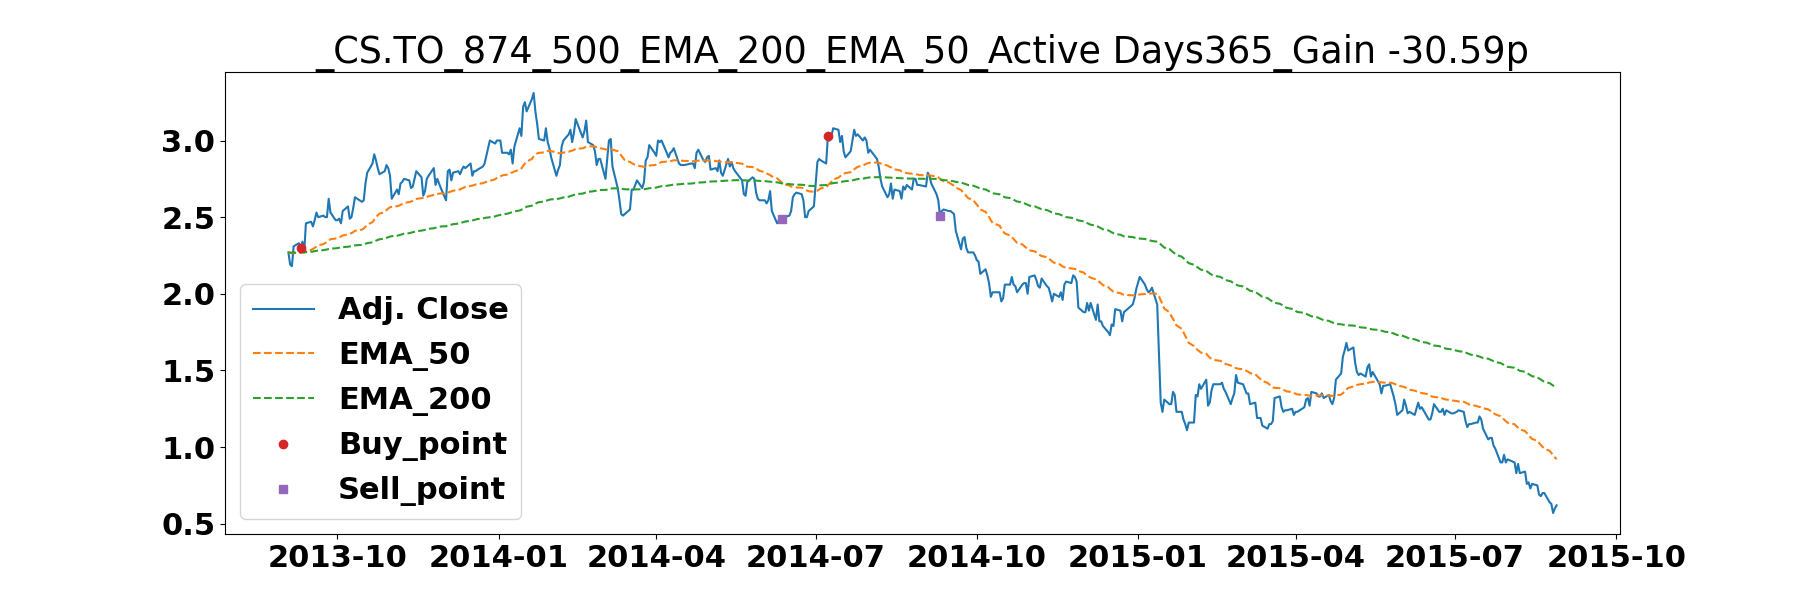 _CS.TO_874_500_EMA_200_EMA_50_Active Days365_Gain -30.59p
3.0
2.5
2.0
1.5
1.0
0.5
Adj. Close
EMA_50
EMA_200
Buy_point
Sell_point
2013-10 2014-01 2014-04 2014-07 2014-10 2015-01 2015-04 2015-07 2015-10